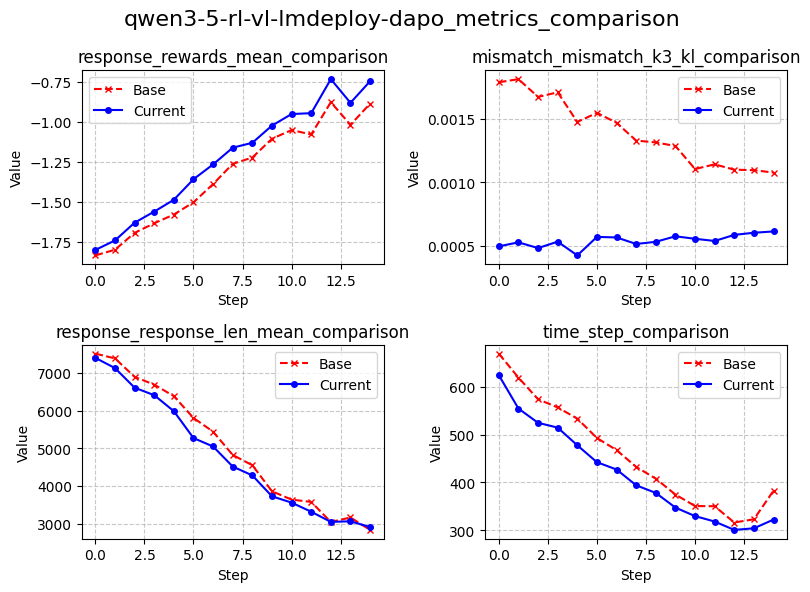 qwen3-5-rl-vl-lmdeploy-dapo_metrics_comparison
response_rewards_mean_comparison
Base
Current
−0.75
−1.00
−1.25
−1.50
−1.75
Value
0.0 2.5 5.0 7.5 10.0 12.5
Step
mismatch_mismatch_k3_kl_comparison
Base
Current
0.0015
0.0010
0.0005
Value
0.0 2.5 5.0 7.5 10.0 12.5
Step
response_response_len_mean_comparison
Base
Current
7000
6000
5000
4000
3000
Value
0.0 2.5 5.0 7.5 10.0 12.5
Step
time_step_comparison
Base
Current
600
500
400
300
Value
0.0 2.5 5.0 7.5 10.0 12.5
Step